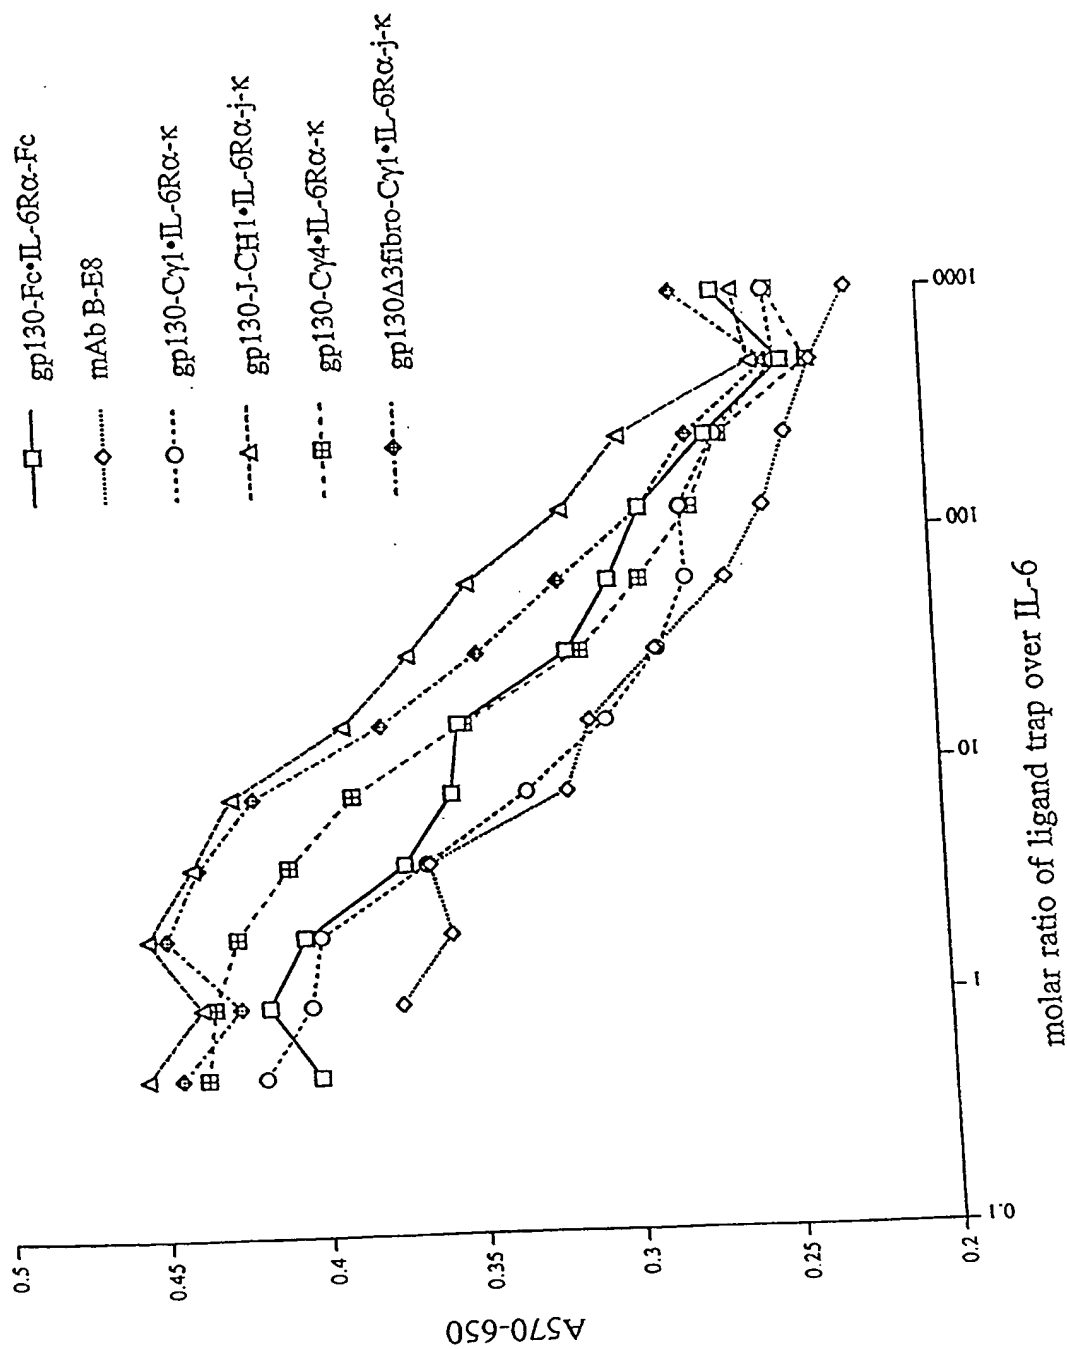 gp130-Fc•IL-6Rα-Fc
mAb B-E8
gp130-Cγ1•IL-6Rα-κ
gp130-J-CH1•IL-6Rα-j-κ
gp130-Cγ4•IL-6Rα-κ
gp130Δ3fibro-Cγ1•IL-6Rα-j-κ
0.5
0.45
0.4
0.35
0.3
0.25
0.2
A570-650
0.1
1
10
100
1000
molar ratio of ligand trap over IL-6